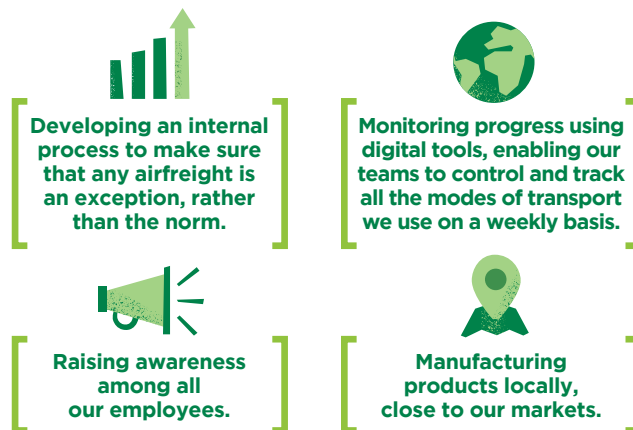 Developing an internal
process to make sure
that any airfreight is
an exception, rather
than the norm.
Monitoring progress using
digital tools, enabling our
teams to control and track
all the modes of transport
we use on a weekly basis.
Raising awareness
among all
our employees.
Manufacturing
products locally,
close to our markets.